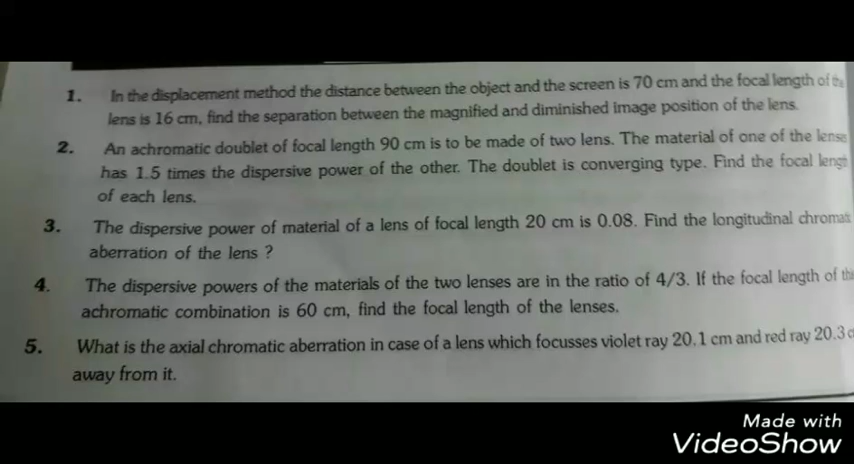 1. In the displacement method the distance between the object and the screen is 70 cm and the focal length of the
lens is 16 cm, find the separation between the magnified and diminished image position of the lens.
2. An achromatic doublet of focal length 90 cm is to be made of two lens. The material of one of the lense
has 1.5 times the dispersive power of the other. The doublet is converging type. Find the focal lengt
of each lens.
3. The dispersive power of material of a lens of focal length 20 cm is 0.08. Find the longitudinal chromati
aberration of the lens ?
4. The dispersive powers of the materials of the two lenses are in the ratio of 4/3. If the focal length of th
achromatic combination is 60 cm, find the focal length of the lenses.
5. What is the axial chromatic aberration in case of a lens which focusses violet ray 20.1 cm and red ray 20.3 c
away from it.
Made with
VideoShow